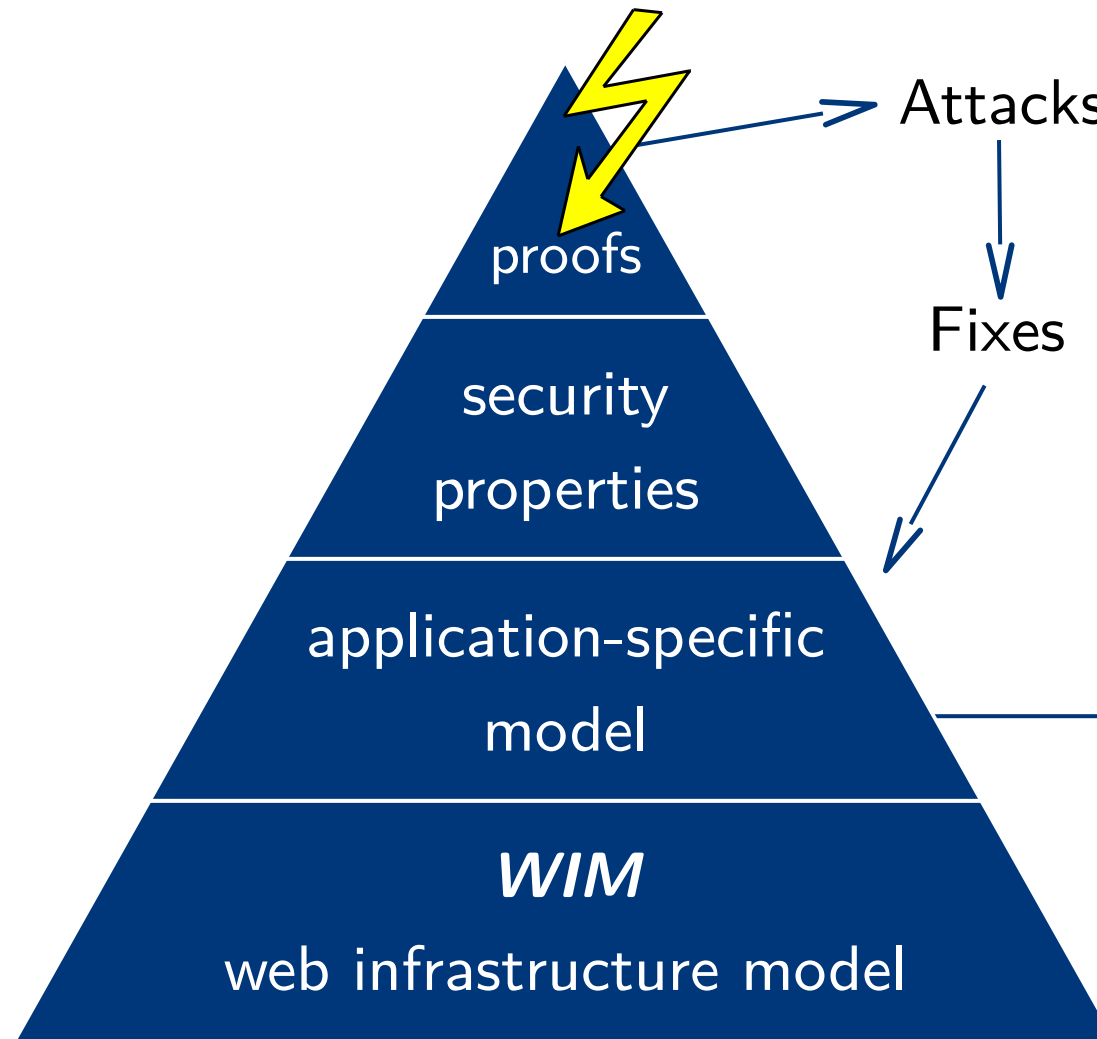 Attacks
proofs
Fixes
security
properties
application-specific
model
WIM
web infrastructure model